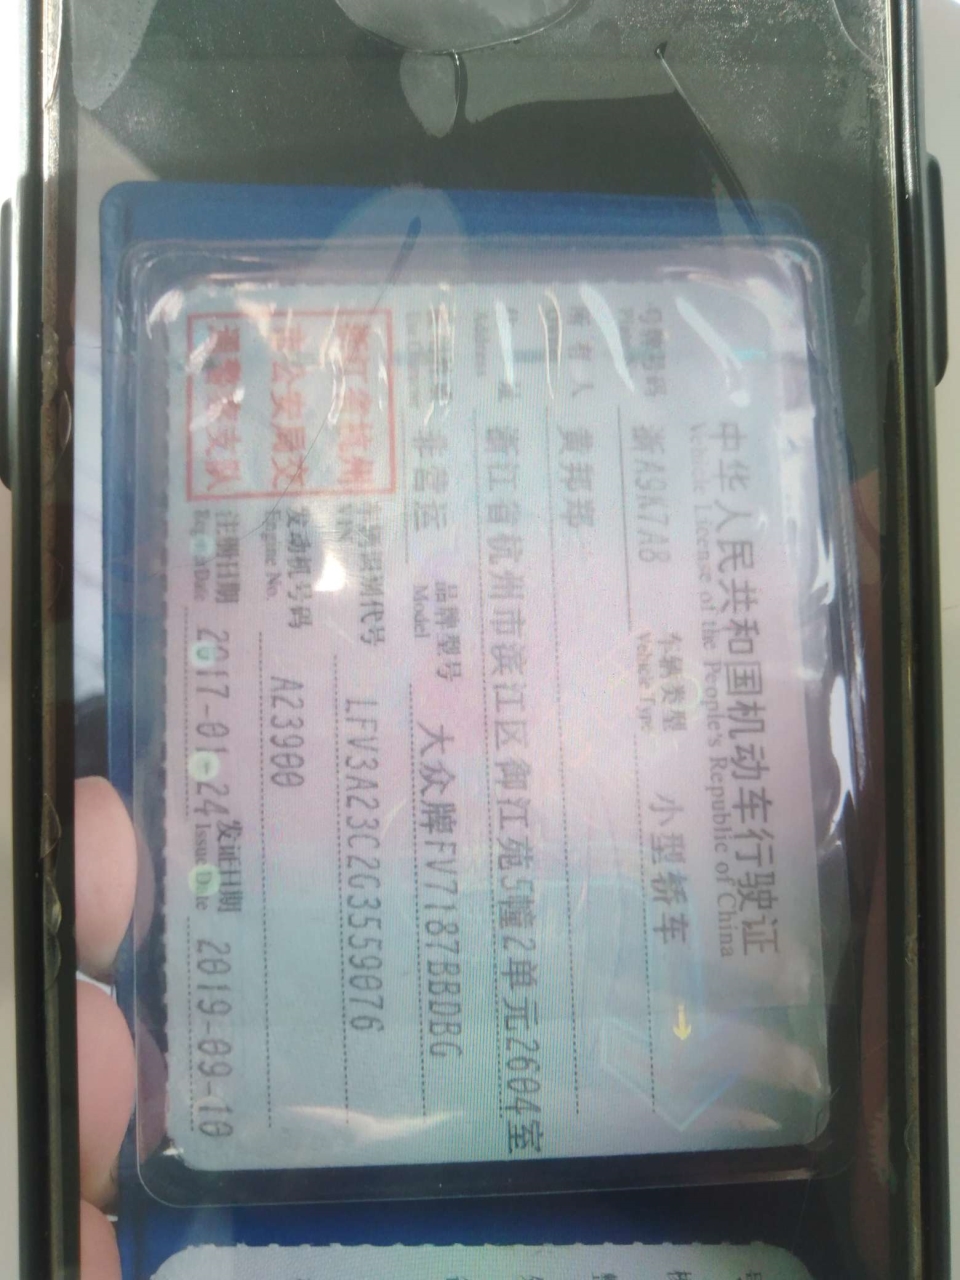 中华人民共和国机动车行驶证
Vehicle License of the People's Republic of China
号牌号码 浙A9A7A8 车辆类型 小型轿车
Vehicle Type
所有人 黄邦郑
住址 浙江省杭州市滨江区御江苑5幢2单元2604室
Address
非营运 品牌型号 大众牌FV7187BBDBG
Model
浙江省杭州
市公安局交
通警察支队
车辆识别代号 LFV3A23C2G3559076
VIN
发动机号码 A23900
Engine No.
注册日期 2017-01-24 发证日期 2019-09-10
Register Date Issue Date